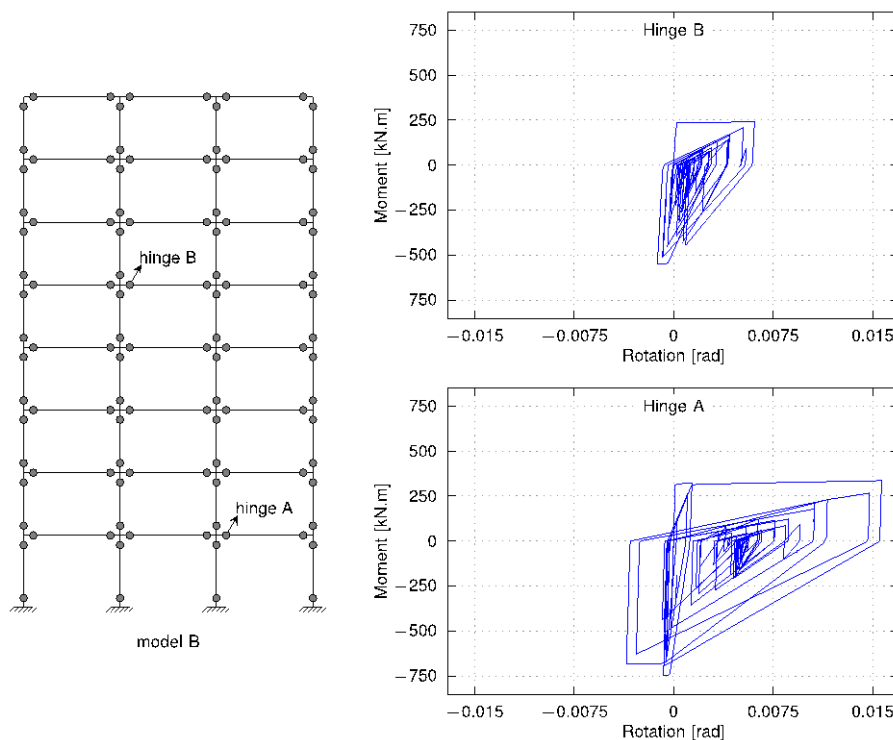 hinge B
hinge A
model B
Hinge B
Moment [kN.m]
750
500
250
0
−250
−500
750
−0.015
−0.0075
0
0.0075
0.015
Rotation [rad]
Hinge A
Moment [kN.m]
750
500
250
0
−250
−500
−750
−0.015
−0.0075
0
0.0075
0.015
Rotation [rad]